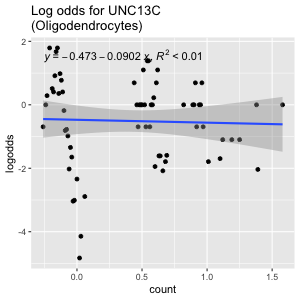 Log odds for UNC13C
(Oligodendrocytes)
y = −0.473 − 0.0902 x, R² < 0.01
2
0
-2
-4
logodds
0.0
0.5
1.0
1.5
count